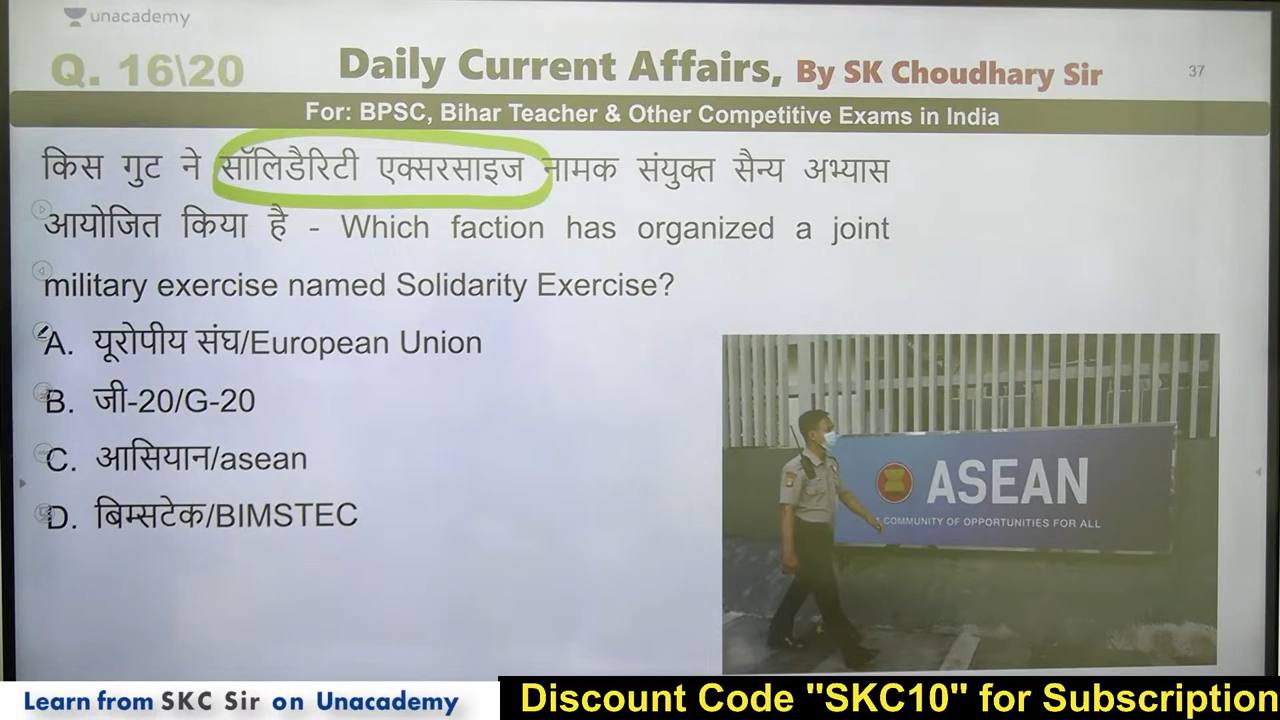 unacademy
Q. 16\20
Daily Current Affairs, By SK Choudhary Sir
37
For: BPSC, Bihar Teacher & Other Competitive Exams in India
किस गुट ने सॉलिडैरिटी एक्सरसाइज नामक संयुक्त सैन्य अभ्यास
आयोजित किया है - Which faction has organized a joint
military exercise named Solidarity Exercise?
A. यूरोपीय संघ/European Union
B. जी-20/G-20
C. आसियान/asean
D. बिम्सटेक/BIMSTEC
ASEAN
A COMMUNITY OF OPPORTUNITIES FOR ALL
Learn from SKC Sir on Unacademy
Discount Code "SKC10" for Subscription